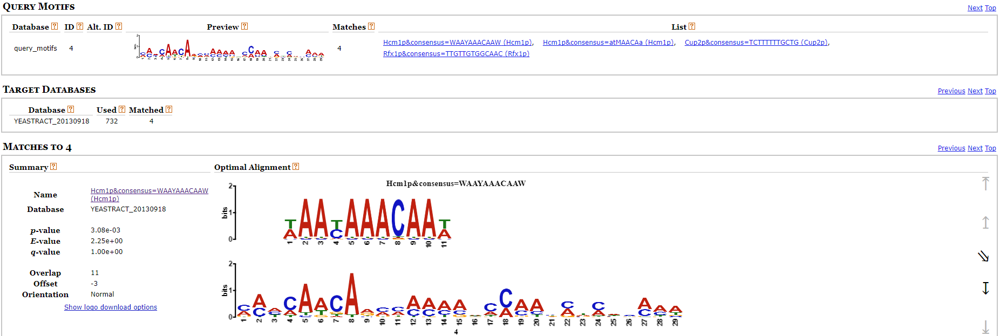 QUERY MOTIFS
Next Top
Database ? ID ? Alt. ID ? Preview ? Matches ? List ?
query_motifs 4 4 Hcm1p&consensus=WAAYAAACAAW (Hcm1p), Hcm1p&consensus=atMAACAa (Hcm1p), Cup2p&consensus=TCTTTTTTGCTG (Cup2p),
Rfx1p&consensus=TTGTTGTGGCAAC (Rfx1p)
TARGET DATABASES
Previous Next Top
Database ? Used ? Matched ?
YEASTRACT_20130918 732 4
MATCHES TO 4
Previous Next Top
Summary ? Optimal Alignment ?
Name Hcm1p&consensus=WAAYAAACAAW
(Hcm1p)
Database YEASTRACT_20130918
p-value 3.08e-03
E-value 2.25e+00
q-value 1.00e+00
Overlap 11
Offset -3
Orientation Normal
Show logo download options
Hcm1p&consensus=WAAYAAACAAW
2
1
0
bits
1 2 3 4 5 6 7 8 9 10 11
2
1
0
bits
1 2 3 4 5 6 7 8 9 10 11 12 13 14 15 16 17 18 19 20 21 22 23 24 25 26 27 28 29
4